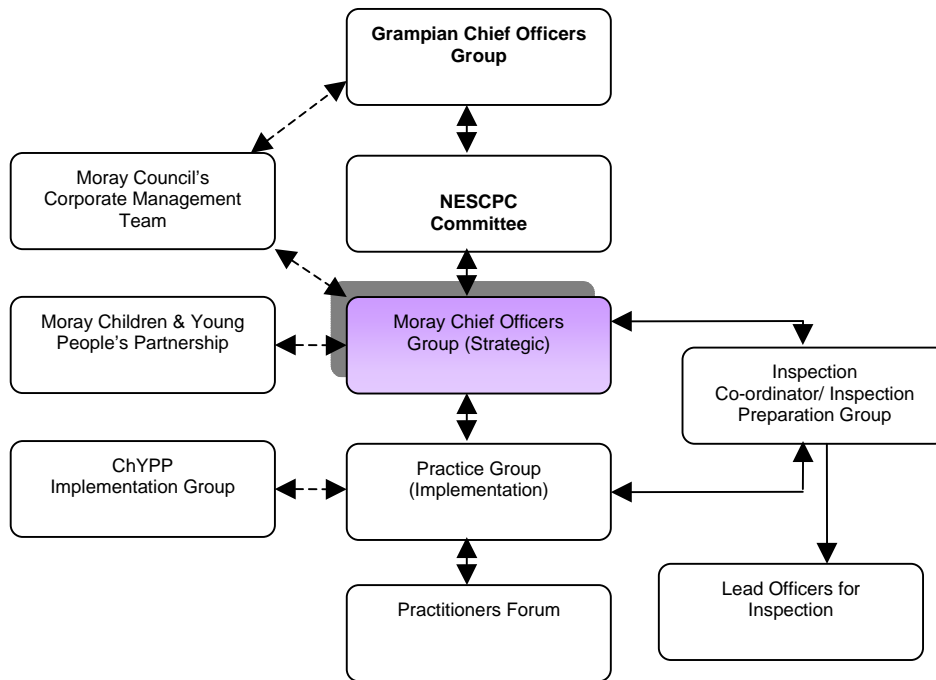 Grampian Chief Officers
Group
Moray Council's
Corporate Management
Team
NESCPC
Committee
Moray Children & Young
People's Partnership
Moray Chief Officers
Group (Strategic)
Inspection
Co-ordinator/ Inspection
Preparation Group
ChYPP
Implementation Group
Practice Group
(Implementation)
Lead Officers for
Inspection
Practitioners Forum